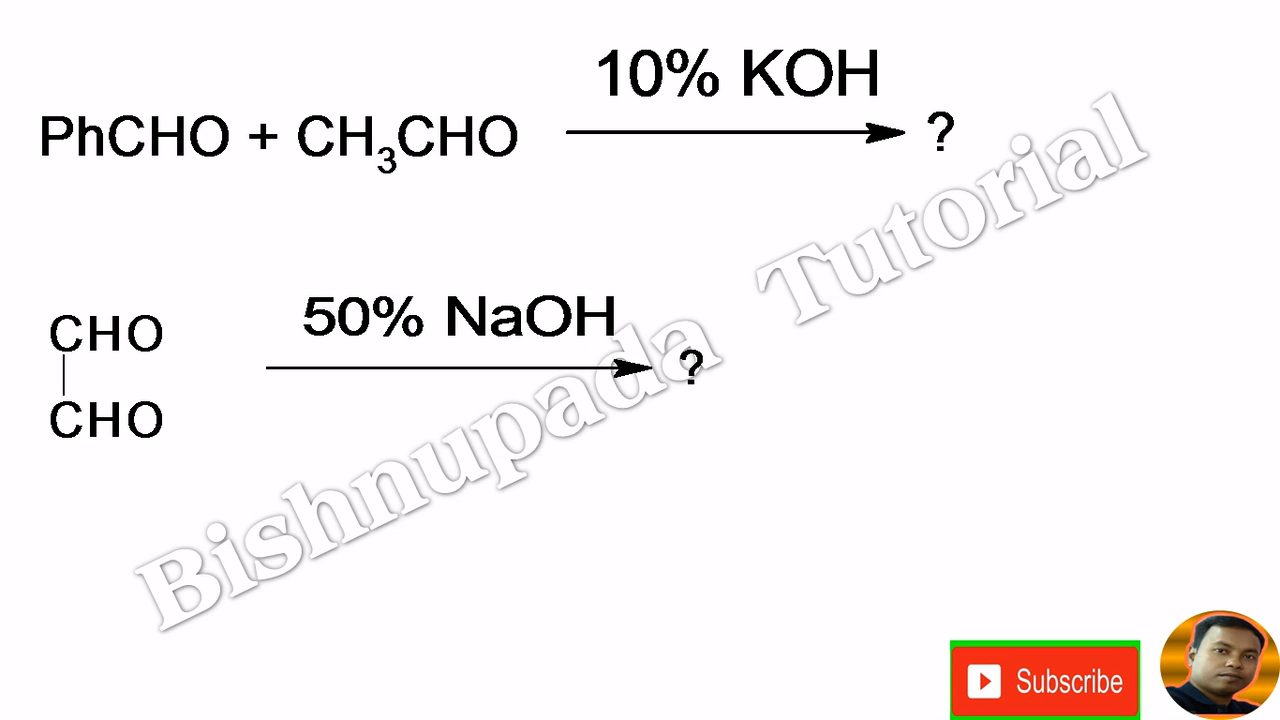 10% KOH
PhCHO + CH₃CHO ?
50% NaOH
CHO
?
CHO
Bishnupada Tutorial
Subscribe